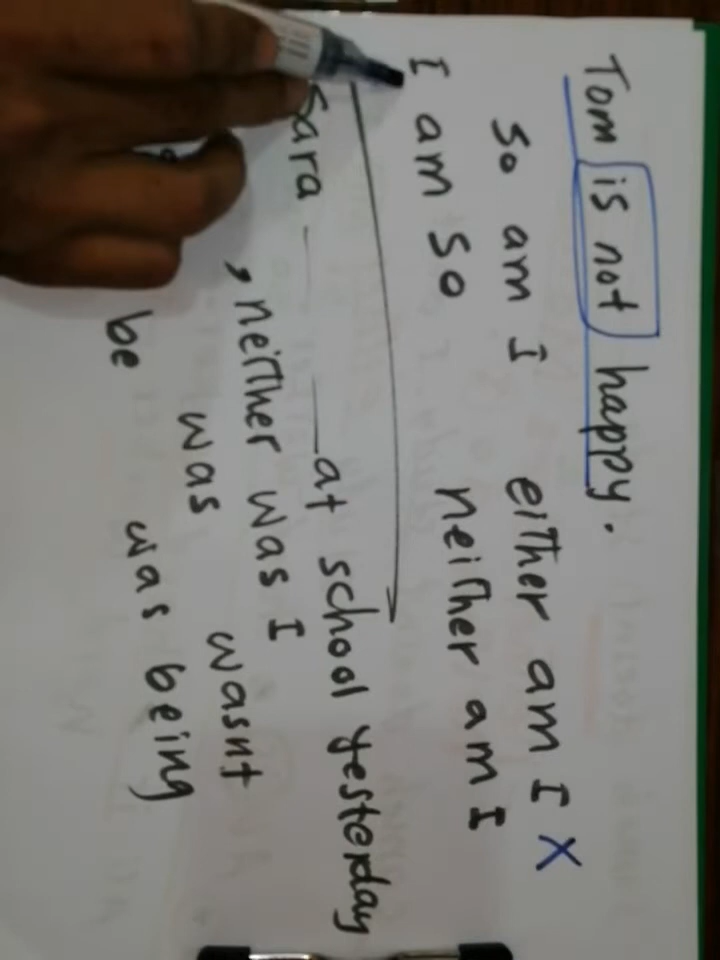 Tom is not happy.
so am I either am I X
I am so neither am I
Sara ____ at school yesterday
, neither was I
was wasnt
be was being